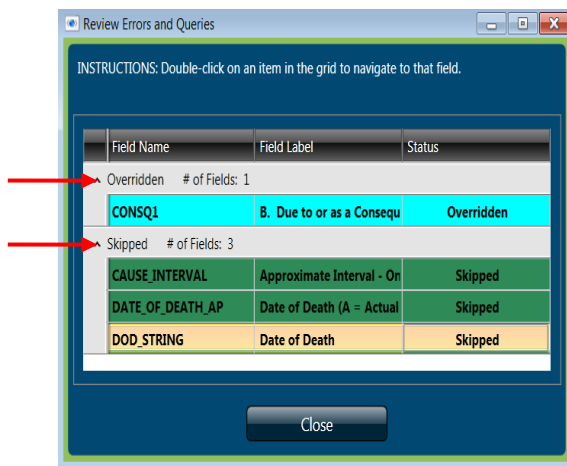 Review Errors and Queries
INSTRUCTIONS: Double-click on an item in the grid to navigate to that field.
Field Name Field Label Status
Overridden # of Fields: 1
CONSQ1 B. Due to or as a Consequ Overridden
Skipped # of Fields: 3
CAUSE_INTERVAL Approximate Interval - On Skipped
DATE_OF_DEATH_AP Date of Death (A = Actual Skipped
DOD_STRING Date of Death Skipped
Close